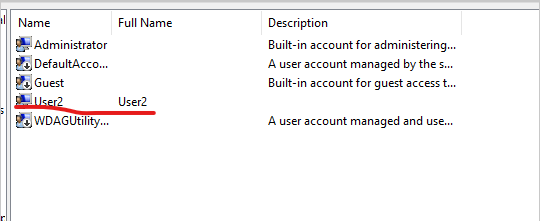 Name Full Name Description
Administrator Built-in account for administering...
DefaultAcco... A user account managed by the s...
Guest Built-in account for guest access t...
User2 User2
WDAGUtility... A user account managed and use...